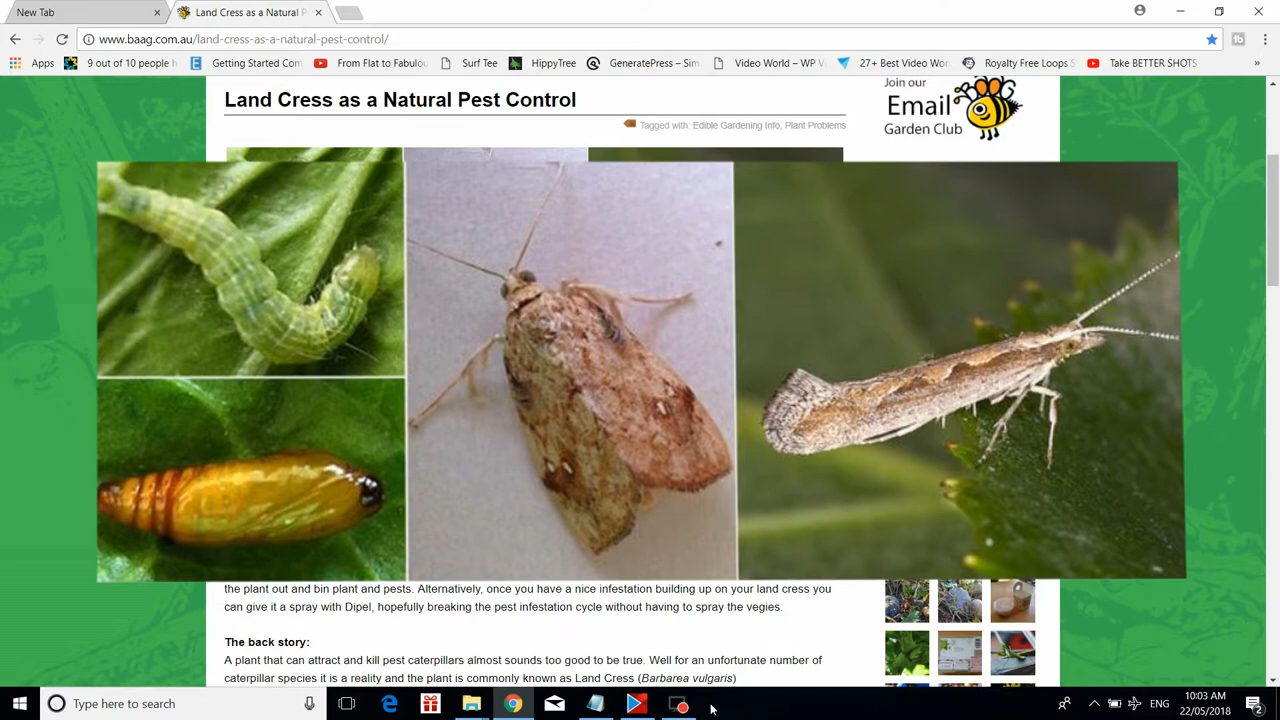 New Tab
Land Cress as a Natural P
www.baag.com.au/land-cress-as-a-natural-pest-control/
Apps
9 out of 10 people h
Getting Started Com
From Flat to Fabulou
Surf Tee
HippyTree
GeneratePress – Sim
Video World – WP V
27+ Best Video Wor
Royalty Free Loops S
Take BETTER SHOTS
»
Land Cress as a Natural Pest Control
Tagged with: Edible Gardening Info, Plant Problems
Join our
Email
Garden Club
the plant out and bin plant and pests. Alternatively, once you have a nice infestation building up on your land cress you
can give it a spray with Dipel, hopefully breaking the pest infestation cycle without having to spray the vegies.
The back story:
A plant that can attract and kill pest caterpillars almost sounds too good to be true. Well for an unfortunate number of
caterpillar species it is a reality and the plant is commonly known as Land Cress (Barbarea vulgaris)
Type here to search
ENG
10:03 AM
22/05/2018
2